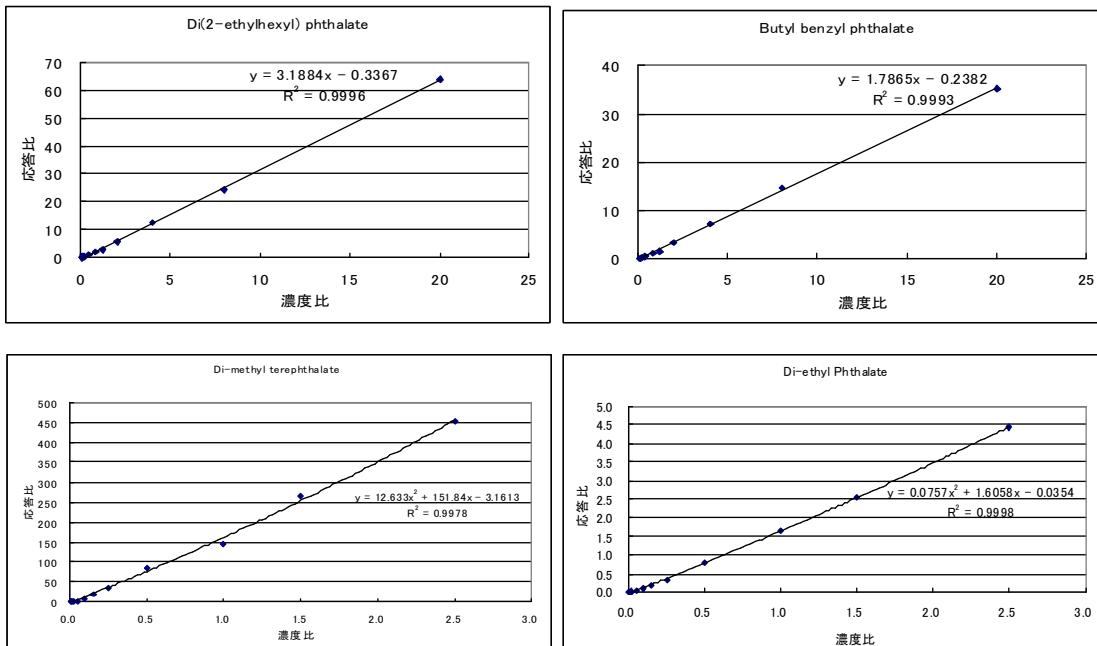 Di(2-ethylhexyl) phthalate
y = 3.1884x - 0.3367
R² = 0.9996
70
60
50
40
30
20
10
0
0 5 10 15 20 25
応答比
濃度比
Butyl benzyl phthalate
y = 1.7865x - 0.2382
R² = 0.9993
40
30
20
10
0
0 5 10 15 20 25
応答比
濃度比
Di-methyl terephthalate
y = 12.633x² + 151.84x - 3.1613
R² = 0.9978
500
450
400
350
300
250
200
150
100
50
0
0.0 0.5 1.0 1.5 2.0 2.5 3.0
応答比
濃度比
Di-ethyl Phthalate
y = 0.0757x² + 1.6058x - 0.0354
R² = 0.9998
5.0
4.5
4.0
3.5
3.0
2.5
2.0
1.5
1.0
0.5
0.0
0.0 0.5 1.0 1.5 2.0 2.5 3.0
応答比
濃度比